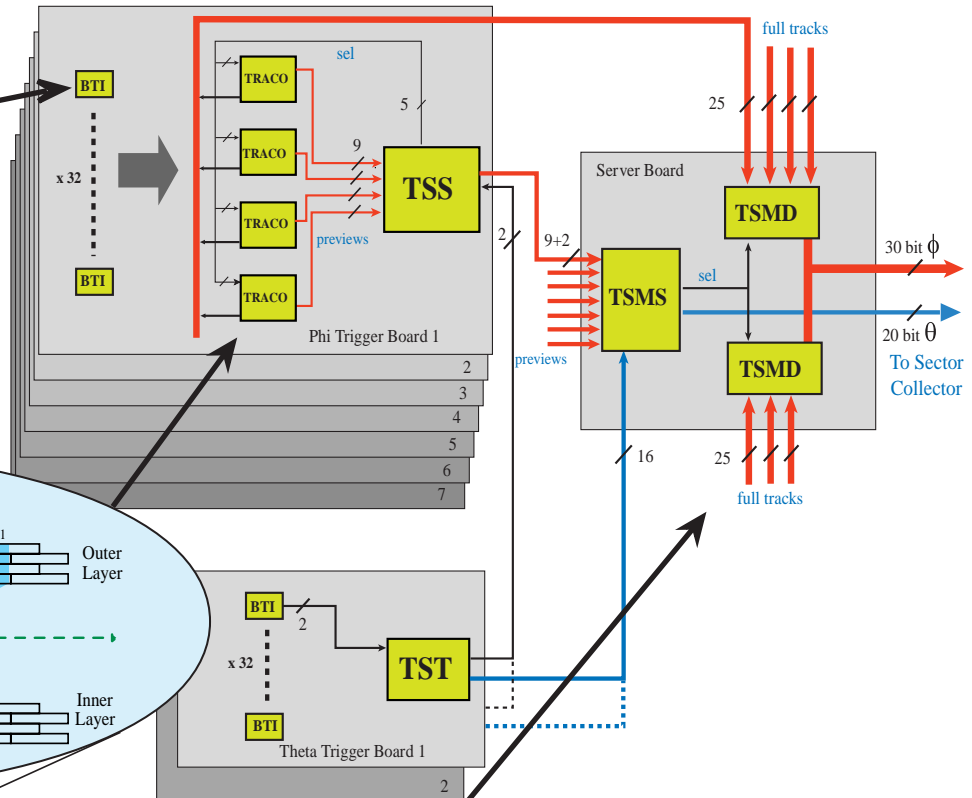 BTI
x 32
BTI
TRACO
TRACO
TRACO
TRACO
sel
5
9
previews
TSS
2
Phi Trigger Board 1
2
3
4
5
6
7
full tracks
25
Server Board
TSMD
9+2
TSMS
sel
previews
30 bit ϕ
20 bit θ
To Sector
Collector
TSMD
16
25
full tracks
1
Outer
Layer
Inner
Layer
BTI
2
x 32
BTI
TST
Theta Trigger Board 1
2